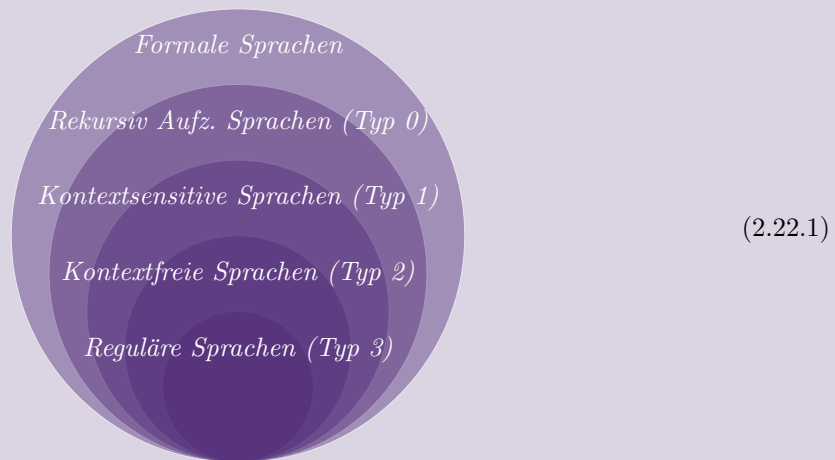 Formale Sprachen
Rekursiv Aufz. Sprachen (Typ 0)
Kontextsensitive Sprachen (Typ 1)
(2.22.1)
Kontextfreie Sprachen (Typ 2)
Reguläre Sprachen (Typ 3)